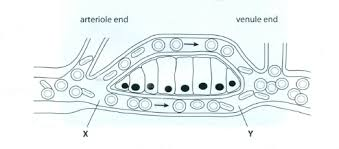 arteriole end
venule end
X
Y